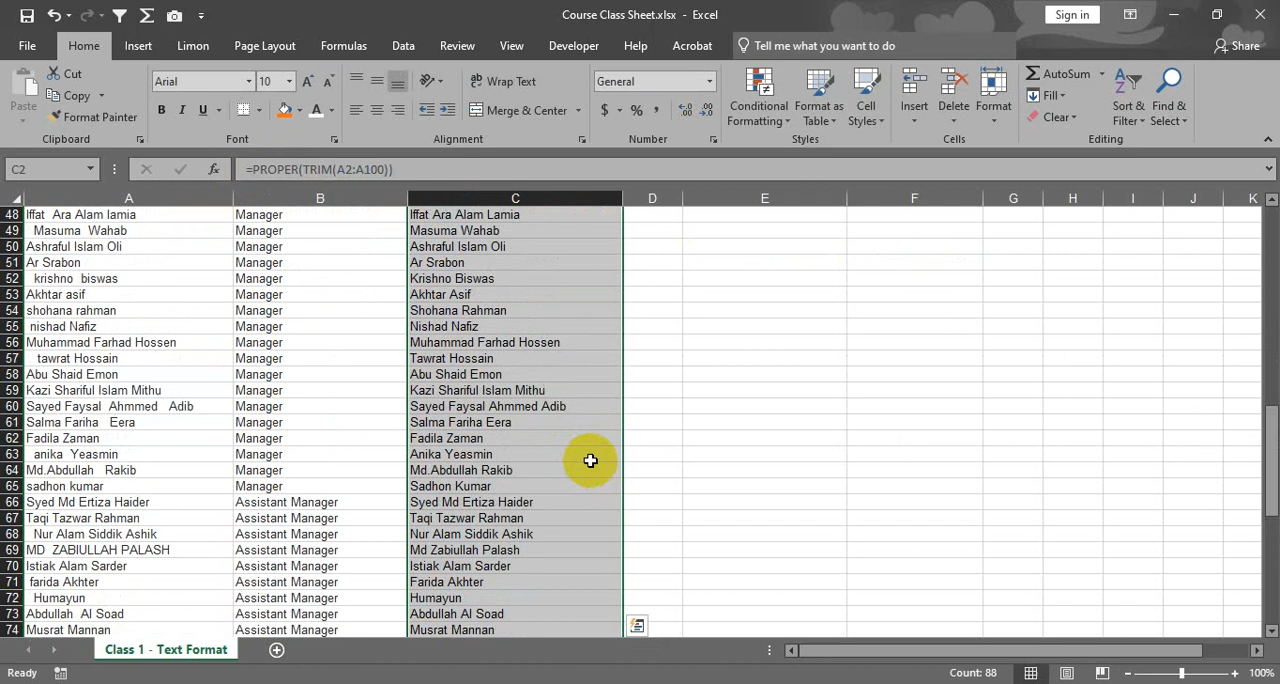 Course Class Sheet.xlsx - Excel
Sign in
File Home Insert Limon Page Layout Formulas Data Review View Developer Help Acrobat Tell me what you want to do Share
Paste
Cut
Copy
Format Painter
Clipboard
Arial 10
B I U
Font
Wrap Text
Merge & Center
Alignment
General
$ % ,
Number
Conditional Formatting
Format as Table
Cell Styles
Styles
Insert Delete Format
Cells
AutoSum
Fill
Clear
Sort & Filter
Find & Select
Editing
C2 fx =PROPER(TRIM(A2:A100))
A B C D E F G H I J K
48 Iffat  Ara Alam lamia Manager Iffat Ara Alam Lamia
49 Masuma  Wahab Manager Masuma Wahab
50 Ashraful Islam Oli Manager Ashraful Islam Oli
51 Ar Srabon Manager Ar Srabon
52 krishno  biswas Manager Krishno Biswas
53 Akhtar asif Manager Akhtar Asif
54 shohana rahman Manager Shohana Rahman
55 nishad Nafiz Manager Nishad Nafiz
56 Muhammad Farhad Hossen Manager Muhammad Farhad Hossen
57 tawrat Hossain Manager Tawrat Hossain
58 Abu Shaid Emon Manager Abu Shaid Emon
59 Kazi Shariful Islam Mithu Manager Kazi Shariful Islam Mithu
60 Sayed Faysal  Ahmmed   Adib Manager Sayed Faysal Ahmmed Adib
61 Salma Fariha   Eera Manager Salma Fariha Eera
62 Fadila Zaman Manager Fadila Zaman
63 anika  Yeasmin Manager Anika Yeasmin
64 Md.Abdullah   Rakib Manager Md.Abdullah Rakib
65 sadhon kumar Manager Sadhon Kumar
66 Syed Md Ertiza Haider Assistant Manager Syed Md Ertiza Haider
67 Taqi Tazwar Rahman Assistant Manager Taqi Tazwar Rahman
68 Nur Alam Siddik Ashik Assistant Manager Nur Alam Siddik Ashik
69 MD  ZABIULLAH PALASH Assistant Manager Md Zabiullah Palash
70 Istiak Alam Sarder Assistant Manager Istiak Alam Sarder
71 farida Akhter Assistant Manager Farida Akhter
72 Humayun Assistant Manager Humayun
73 Abdullah  Al Soad Assistant Manager Abdullah Al Soad
74 Musrat Mannan Assistant Manager Musrat Mannan
Class 1 - Text Format
Ready Count: 88 100%